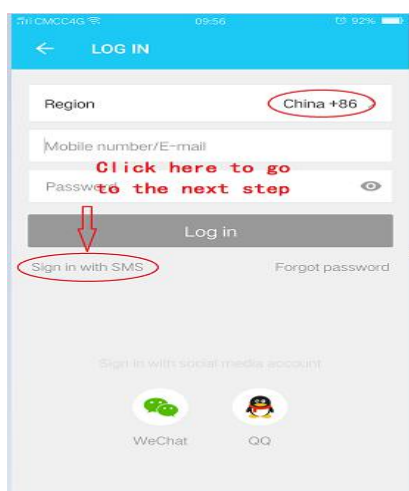 CMCC4G 09:56 92%
LOG IN
Region China +86
Mobile number/E-mail
Click here to go
Password
to the next step
Log in
Sign in with SMS Forgot password
Sign in with social media account
WeChat QQ